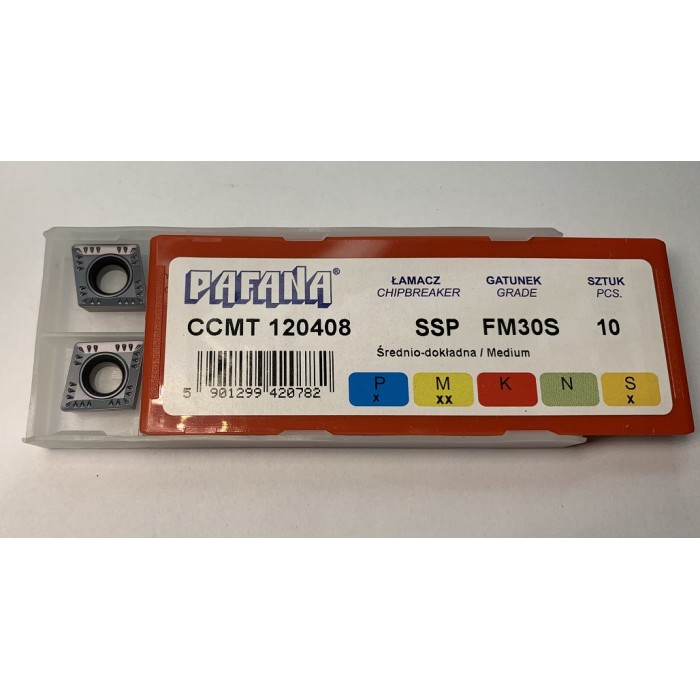 PAFANA®
ŁAMACZ GATUNEK SZTUK
CHIPBREAKER GRADE PCS.
CCMT 120408 SSP FM30S 10
Średnio-dokładna / Medium
P M K N S
x xx x
5 901299 420782